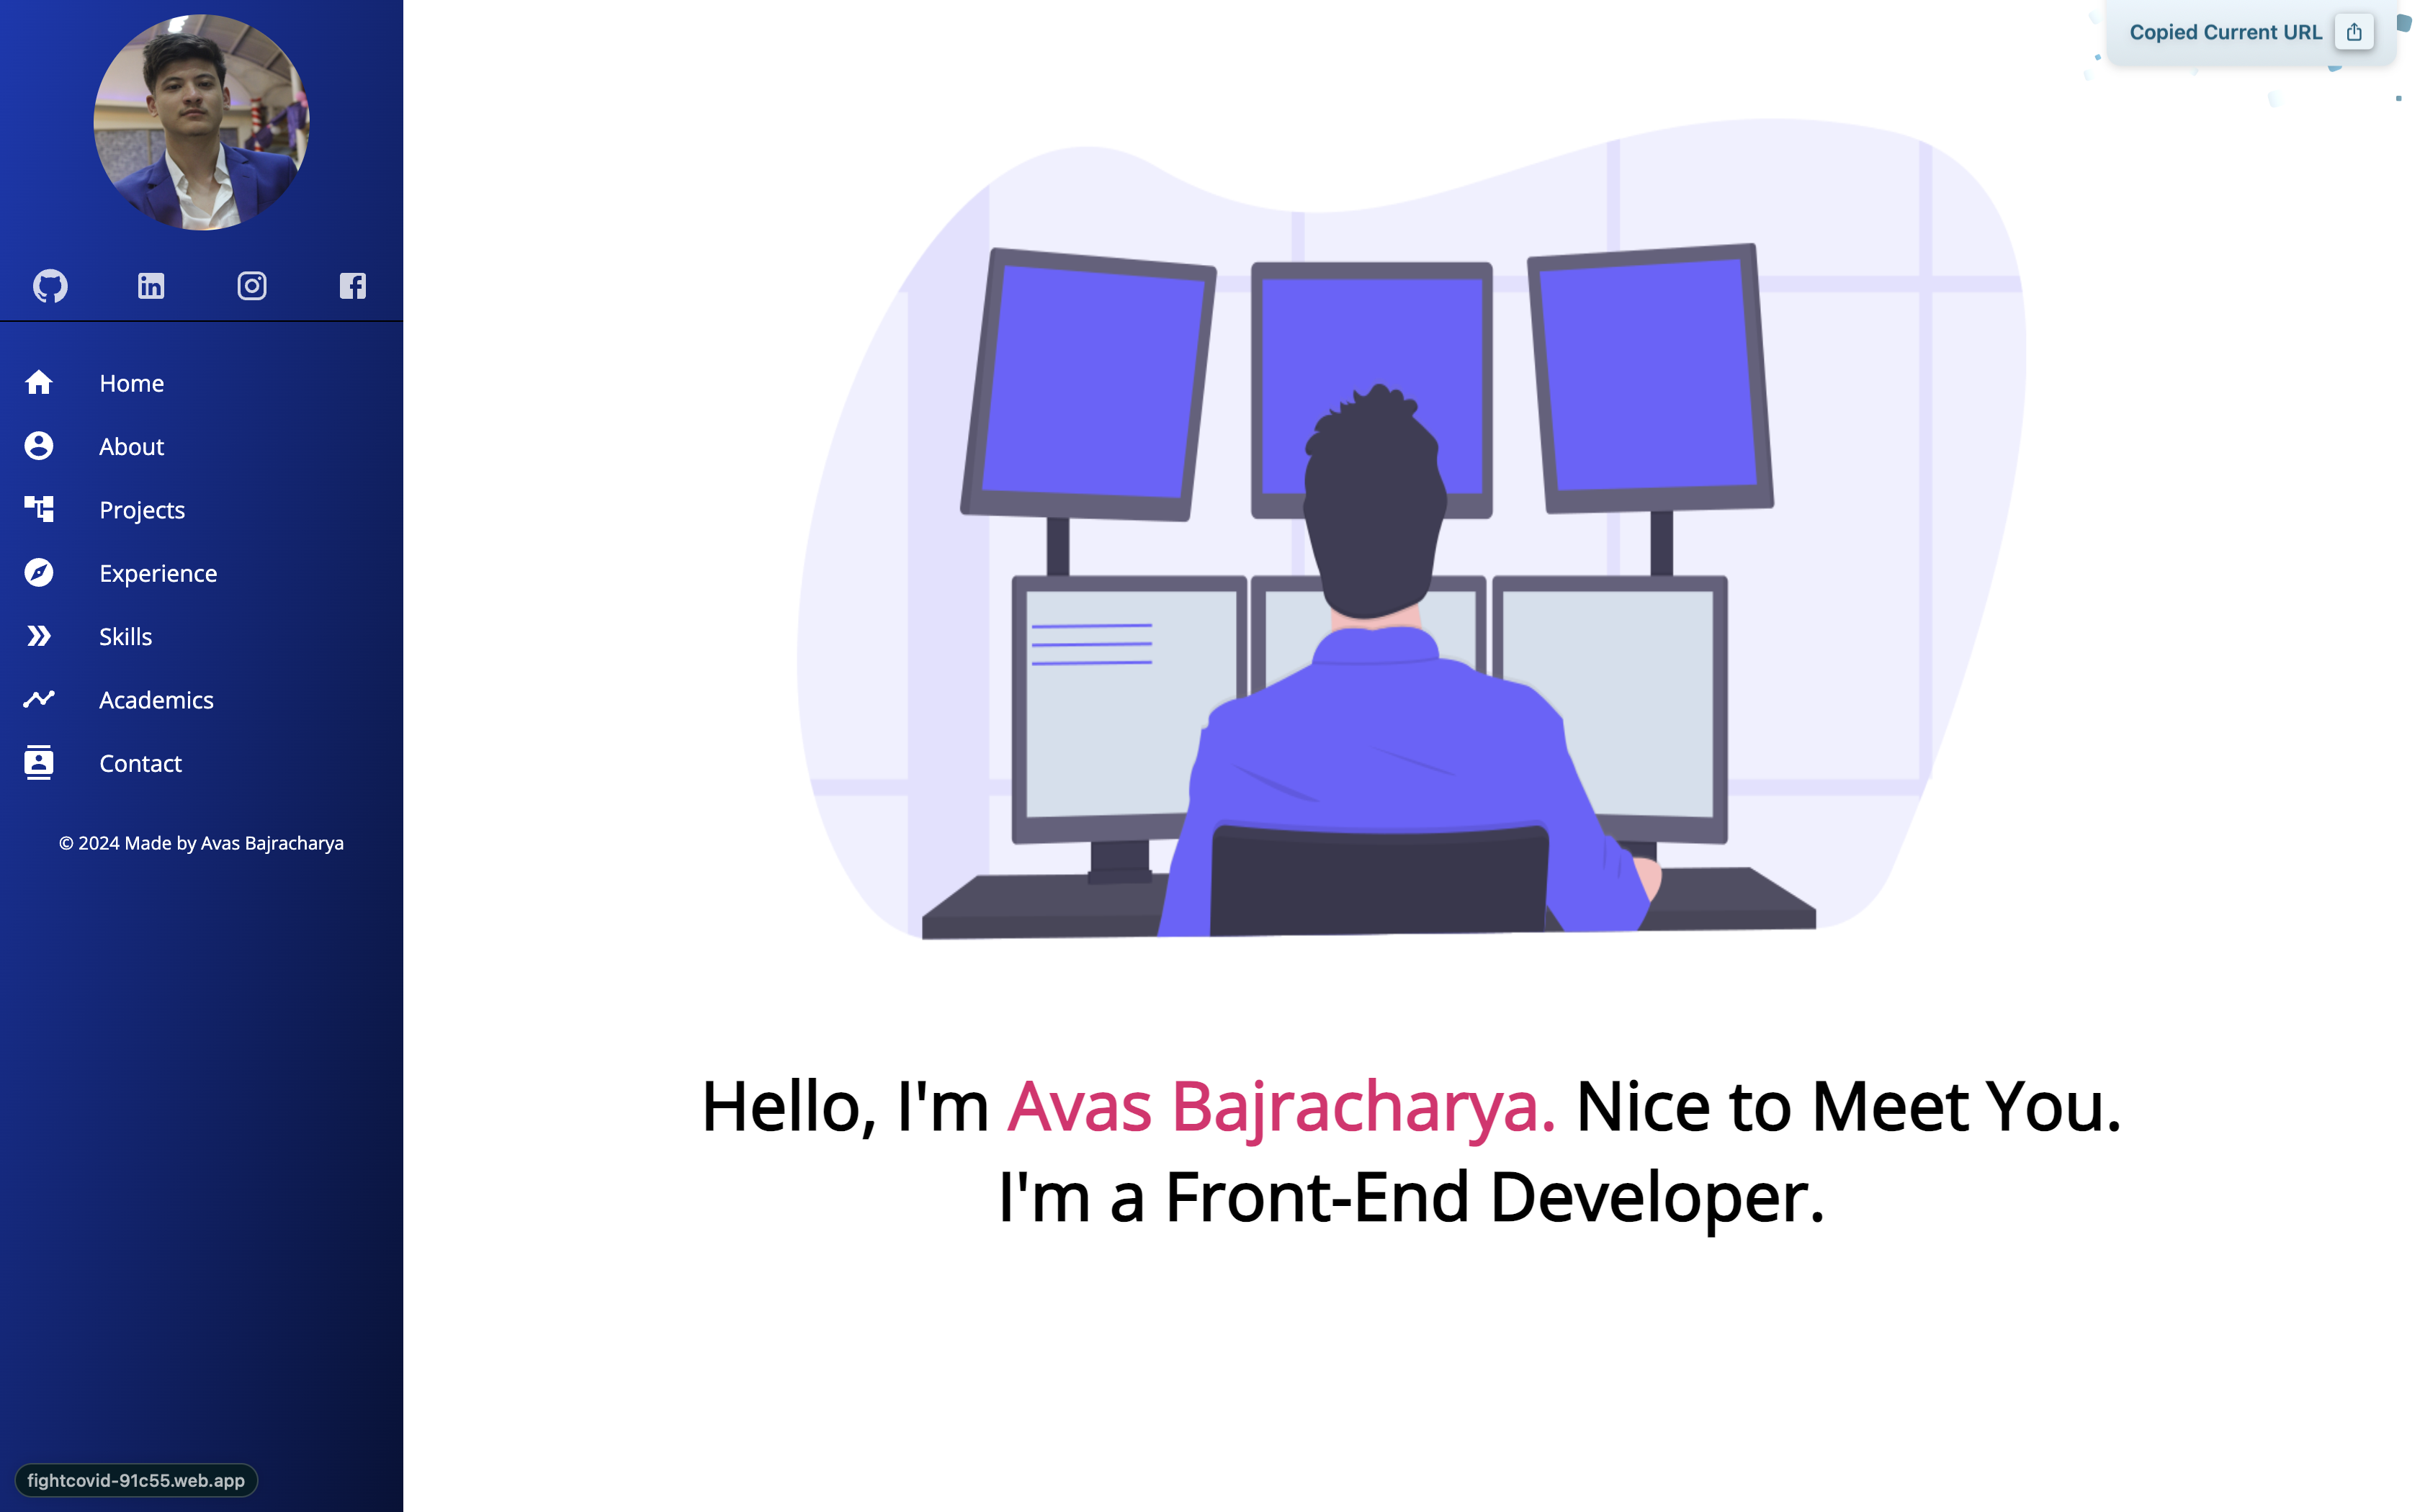 Copied Current URL
Home
About
Projects
Experience
Skills
Academics
Contact
© 2024 Made by Avas Bajracharya
Hello, I'm Avas Bajracharya. Nice to Meet You.
I'm a Front-End Developer.
fightcovid-91c55.web.app